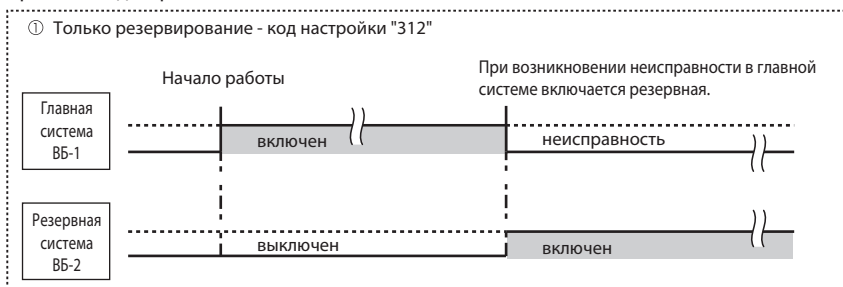 ① Только резервирование - код настройки "312"
Начало работы
При возникновении неисправности в главной
системе включается резервная.
Главная
система
ВБ-1
включен
неисправность
Резервная
система
ВБ-2
выключен
включен